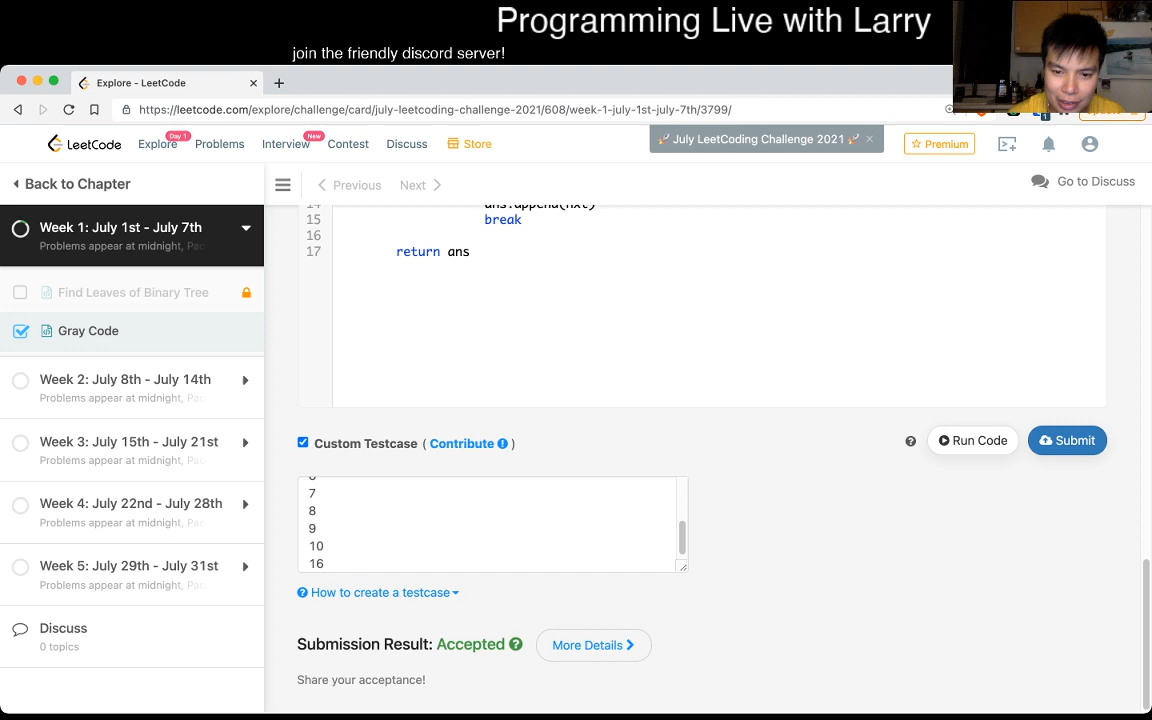 Programming Live with Larry
join the friendly discord server!
Explore - LeetCode
https://leetcode.com/explore/challenge/card/july-leetcoding-challenge-2021/608/week-1-july-1st-july-7th/3799/
LeetCode
Explore
Day 1
Problems
Interview
New
Contest
Discuss
Store
🚀 July LeetCoding Challenge 2021 🚀
Premium
Back to Chapter
Previous
Next
Go to Discuss
Week 1: July 1st - July 7th
Problems appear at midnight, Pac
Find Leaves of Binary Tree
Gray Code
Week 2: July 8th - July 14th
Problems appear at midnight, Pac
Week 3: July 15th - July 21st
Problems appear at midnight, Pac
Week 4: July 22nd - July 28th
Problems appear at midnight, Pac
Week 5: July 29th - July 31st
Problems appear at midnight, Pac
Discuss
0 topics
14 ans.append(nxt)
15 break
16
17 return ans
Custom Testcase ( Contribute )
Run Code
Submit
7
8
9
10
16
How to create a testcase
Submission Result: Accepted
More Details
Share your acceptance!